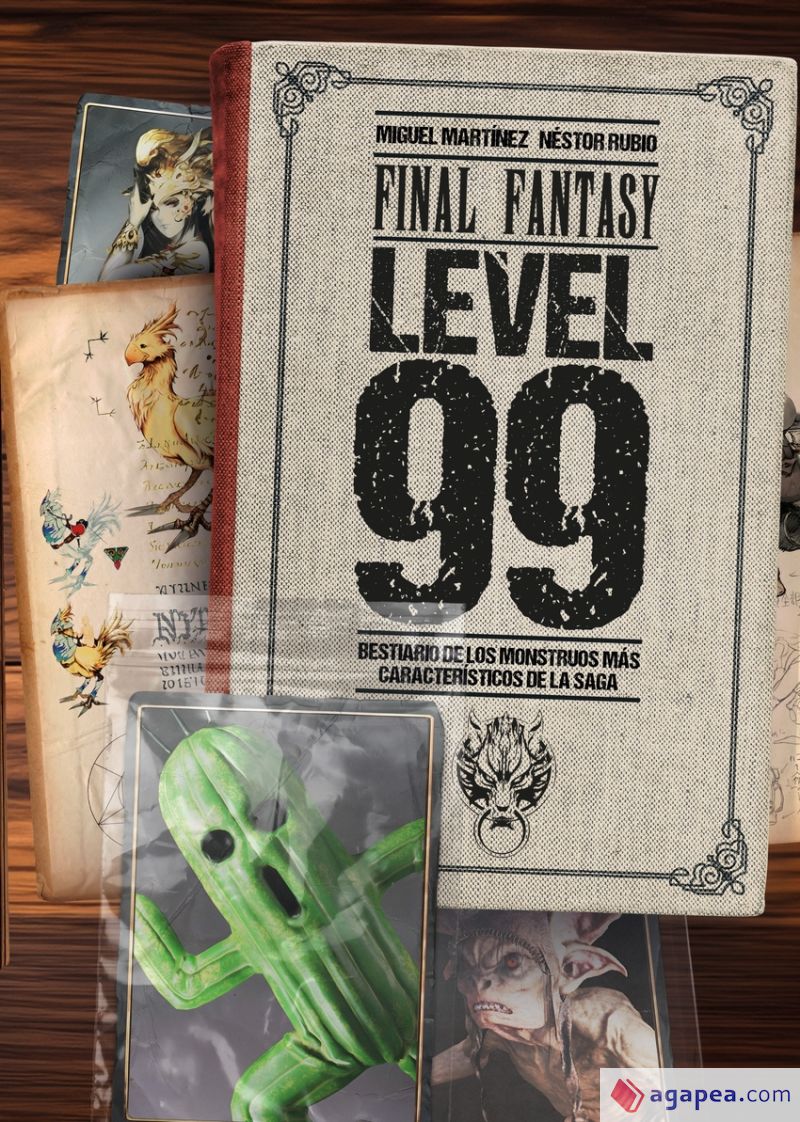 MIGUEL MARTÍNEZ NÉSTOR RUBIO
FINAL FANTASY
LEVEL
99
BESTIARIO DE LOS MONSTRUOS MÁS
CARACTERÍSTICOS DE LA SAGA
agapea.com